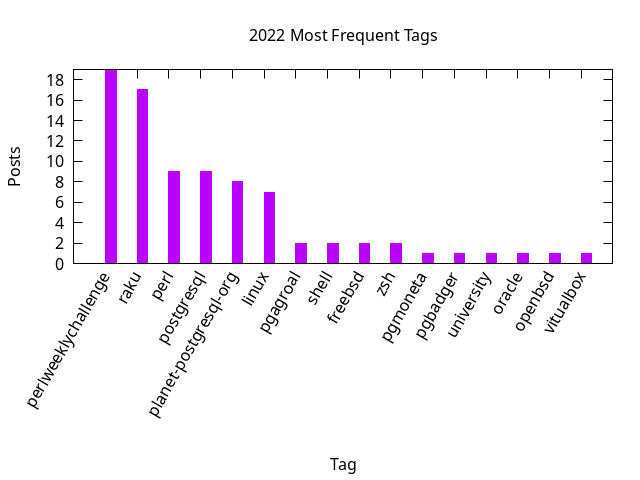 2022 Most Frequent Tags
Posts
18
16
14
12
10
8
6
4
2
0
perlweeklychallenge
raku
perl
postgresql
planet-postgresql-org
linux
pgagroal
shell
freebsd
zsh
pgmoneta
pgbadger
university
oracle
openbsd
vitualbox
Tag